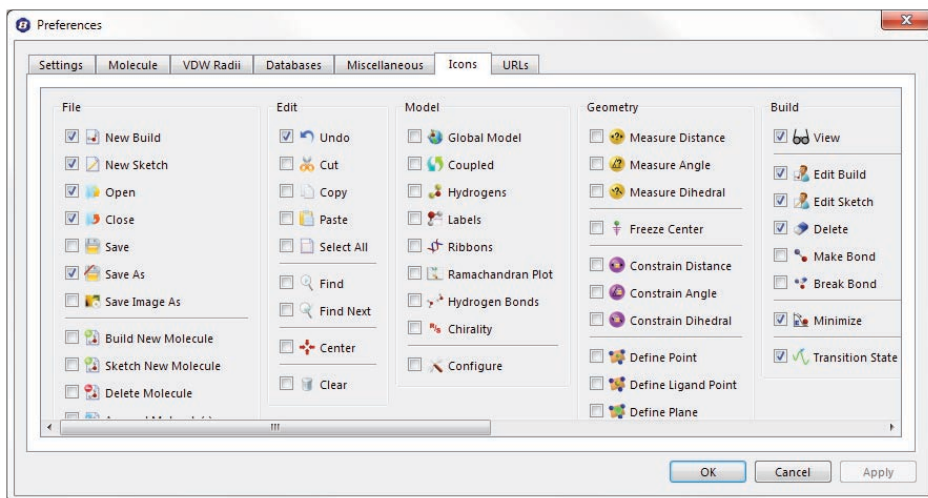 Preferences
Settings
Molecule
VDW Radii
Databases
Miscellaneous
Icons
URLs
File
New Build
New Sketch
Open
Close
Save
Save As
Save Image As
Build New Molecule
Sketch New Molecule
Delete Molecule
Edit
Undo
Cut
Copy
Paste
Select All
Find
Find Next
Center
Clear
Model
Global Model
Coupled
Hydrogens
Labels
Ribbons
Ramachandran Plot
Hydrogen Bonds
R/S Chirality
Configure
Geometry
Measure Distance
Measure Angle
Measure Dihedral
Freeze Center
Constrain Distance
Constrain Angle
Constrain Dihedral
Define Point
Define Ligand Point
Define Plane
Build
View
Edit Build
Edit Sketch
Delete
Make Bond
Break Bond
Minimize
Transition State
OK
Cancel
Apply